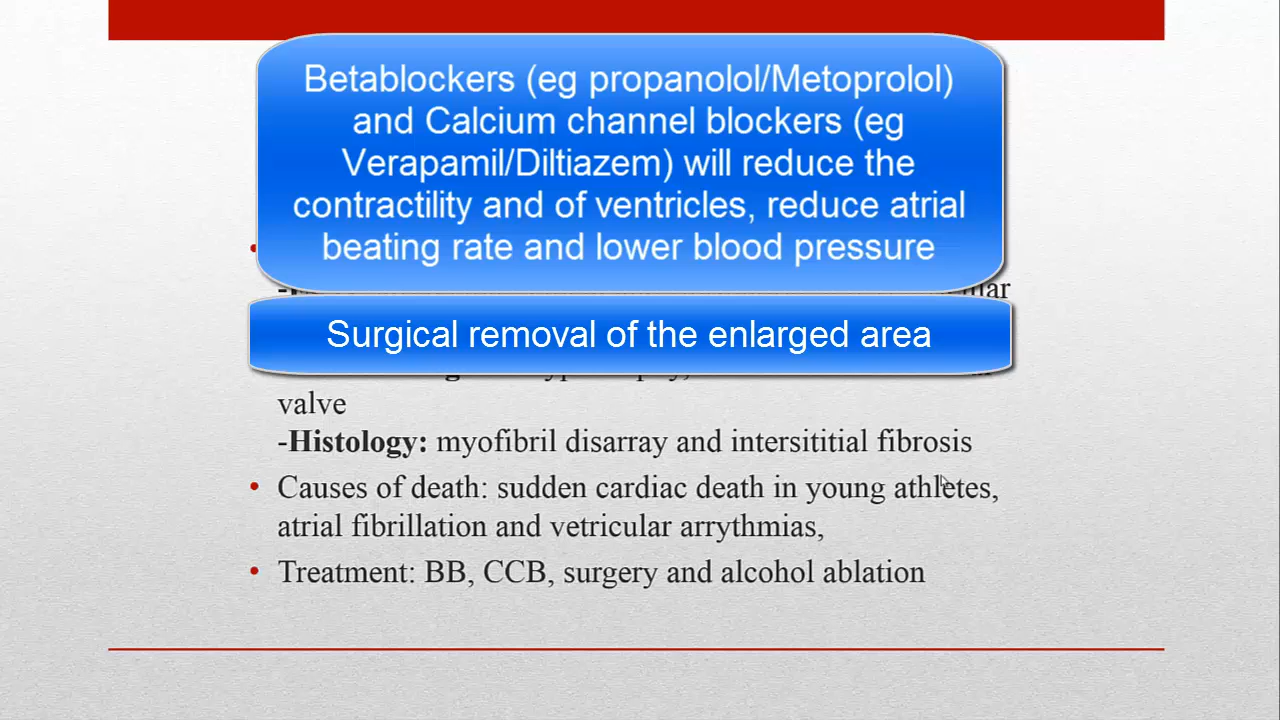 Betablockers (eg propanolol/Metoprolol)
and Calcium channel blockers (eg
Verapamil/Diltiazem) will reduce the
contractility and of ventricles, reduce atrial
beating rate and lower blood pressure
Surgical removal of the enlarged area
valve
-Histology: myofibril disarray and intersititial fibrosis
• Causes of death: sudden cardiac death in young athletes,
atrial fibrillation and vetricular arrythmias,
• Treatment: BB, CCB, surgery and alcohol ablation